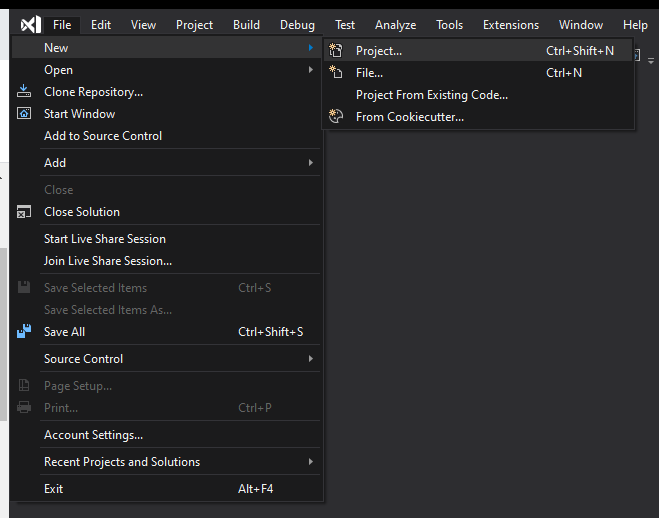 File Edit View Project Build Debug Test Analyze Tools Extensions Window Help
New
Project... Ctrl+Shift+N
Open
File... Ctrl+N
Clone Repository...
Project From Existing Code...
Start Window
From Cookiecutter...
Add to Source Control
Add
Close
Close Solution
Start Live Share Session
Join Live Share Session...
Save Selected Items Ctrl+S
Save Selected Items As...
Save All Ctrl+Shift+S
Source Control
Page Setup...
Print... Ctrl+P
Account Settings...
Recent Projects and Solutions
Exit Alt+F4